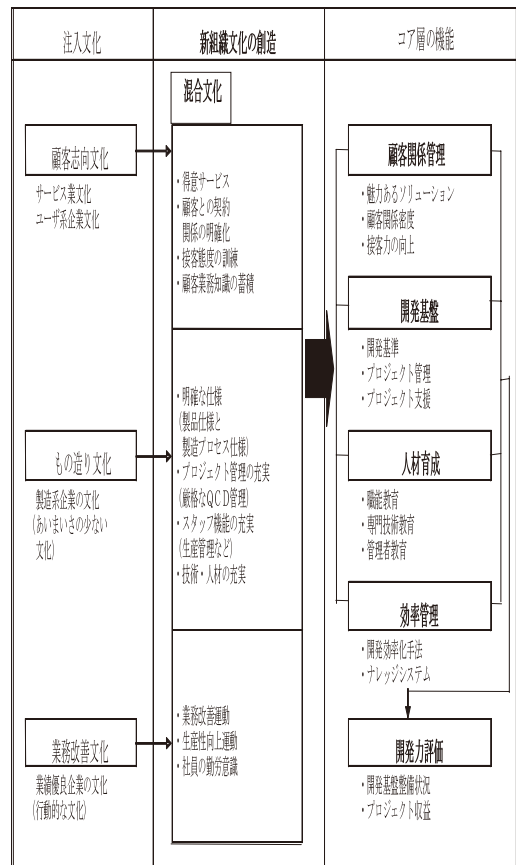 注入文化
新組織文化の創造
コア層の機能
顧客志向文化
サービス業文化
ユーザ系企業文化
もの造り文化
製造系企業の文化
(あいまいさの少ない
文化)
業務改善文化
業績優良企業の文化
(行動的な文化)
混合文化
・得意サービス
・顧客との契約
関係の明確化
・接客態度の訓練
・顧客業務知識の蓄積
・明確な仕様
(製品仕様と
製造プロセス仕様)
・プロジェクト管理の充実
(厳格なQCD管理)
・スタッフ機能の充実
(生産管理など)
・技術・人材の充実
・業務改善運動
・生産性向上運動
・社員の勤労意識
顧客関係管理
・魅力あるソリューション
・顧客関係密度
・接客力の向上
開発基盤
・開発基準
・プロジェクト管理
・プロジェクト支援
人材育成
・職能教育
・専門技術教育
・管理者教育
効率管理
・開発効率化手法
・ナレッジシステム
開発力評価
・開発基盤整備状況
・プロジェクト収益